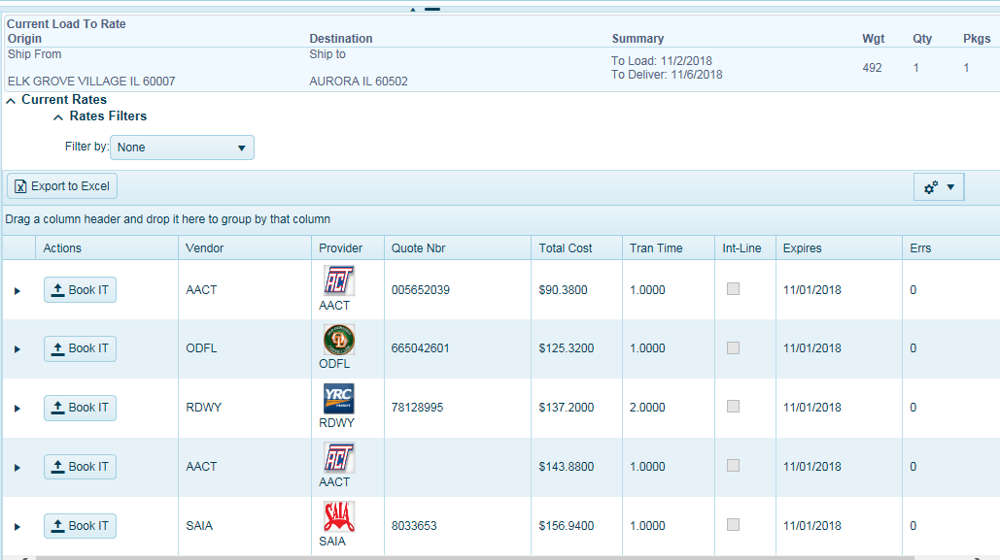 Current Load To Rate
Origin Destination Summary Wgt Qty Pkgs
Ship From Ship to
To Load: 11/2/2018 492 1 1
To Deliver: 11/6/2018
ELK GROVE VILLAGE IL 60007 AURORA IL 60502
Current Rates
Rates Filters
Filter by: None
Export to Excel
Drag a column header and drop it here to group by that column
Actions Vendor Provider Quote Nbr Total Cost Tran Time Int-Line Expires Errs
ACT
Book IT AACT 005652039 $90.3800 1.0000 11/01/2018 0
AACT
Book IT ODFL 665042601 $125.3200 1.0000 11/01/2018 0
ODFL
YRC
Book IT RDWY 78128995 $137.2000 2.0000 11/01/2018 0
RDWY
ACT
Book IT AACT $143.8800 1.0000 11/01/2018 0
AACT
SAIA
Book IT SAIA 8033653 $156.9400 1.0000 11/01/2018 0
SAIA